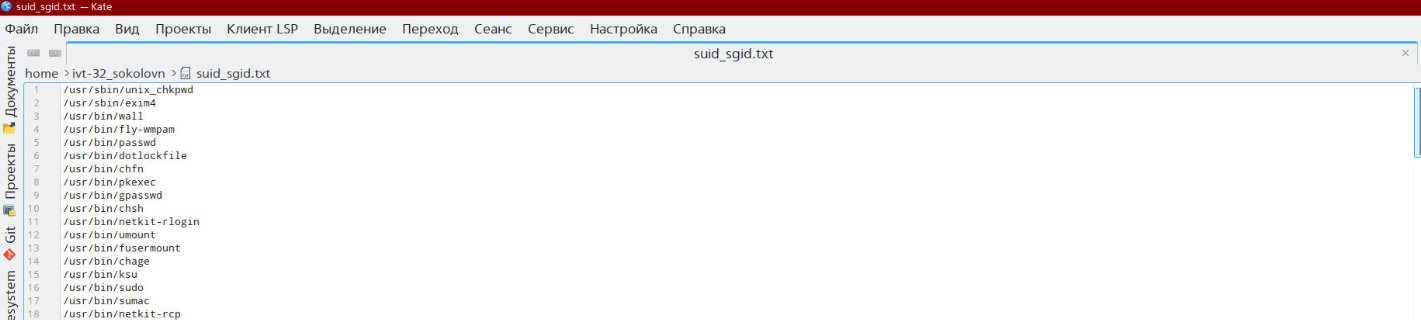 suid_sgid.txt — Kate
Файл Правка Вид Проекты Клиент LSP Выделение Переход Сеанс Сервис Настройка Справка
suid_sgid.txt
home > ivt-32_sokolovn > suid_sgid.txt
Документы
Проекты
Git
esystem
1 /usr/sbin/unix_chkpwd
2 /usr/sbin/exim4
3 /usr/bin/wall
4 /usr/bin/fly-wmpam
5 /usr/bin/passwd
6 /usr/bin/dotlockfile
7 /usr/bin/chfn
8 /usr/bin/pkexec
9 /usr/bin/gpasswd
10 /usr/bin/chsh
11 /usr/bin/netkit-rlogin
12 /usr/bin/umount
13 /usr/bin/fusermount
14 /usr/bin/chage
15 /usr/bin/ksu
16 /usr/bin/sudo
17 /usr/bin/sumac
18 /usr/bin/netkit-rcp